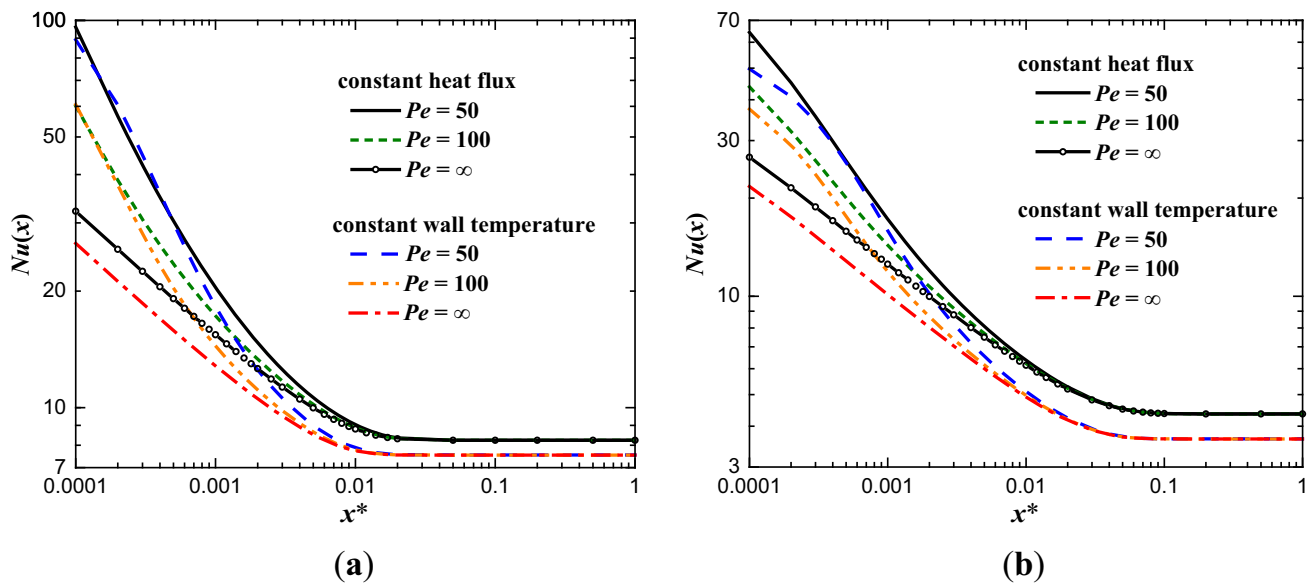 100
50
30
20
10
7
Nu(x)
0.0001
0.001
0.01
0.1
1
x*
constant heat flux
Pe = 50
Pe = 100
Pe = ∞
constant wall temperature
Pe = 50
Pe = 100
Pe = ∞
(a)
70
30
10
3
Nu(x)
0.0001
0.001
0.01
0.1
1
x*
constant heat flux
Pe = 50
Pe = 100
Pe = ∞
constant wall temperature
Pe = 50
Pe = 100
Pe = ∞
(b)